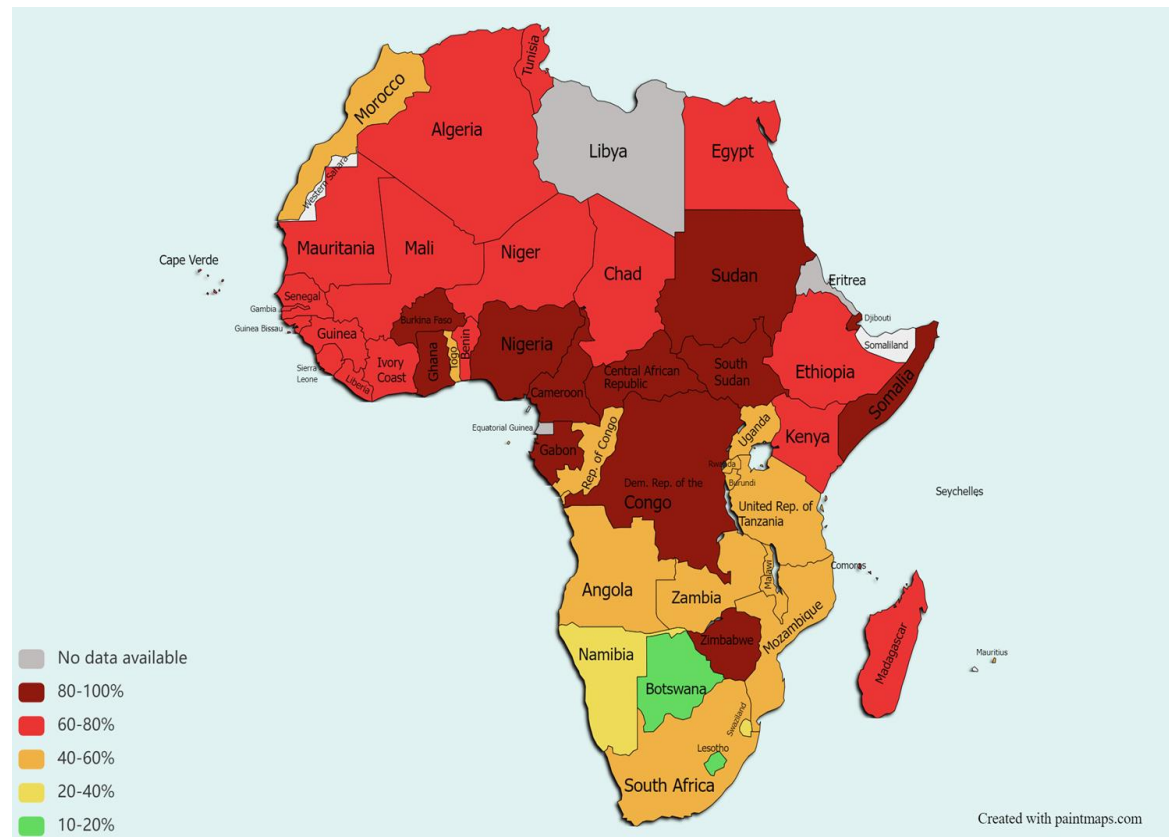 Tunisia
Morocco
Algeria
Libya
Egypt
Western Sahara
Mauritania
Mali
Niger
Chad
Sudan
Eritrea
Cape Verde
Senegal
Gambia
Guinea Bissau
Guinea
Burkina Faso
Djibouti
Somaliland
Sierra
Leone
Liberia
Ivory
Coast
Ghana
Togo
Benin
Nigeria
Cameroon
Central African
Republic
South
Sudan
Ethiopia
Somalia
Equatorial Guinea
Gabon
Rep. of Congo
Dem. Rep. of the
Congo
Uganda
Kenya
Rwanda
Burundi
United Rep. of
Tanzania
Seychelles
Comoros
Angola
Zambia
Malawi
Mozambique
Zimbabwe
Madagascar
Mauritius
Namibia
Botswana
Swaziland
Lesotho
South Africa
No data available
80-100%
60-80%
40-60%
20-40%
10-20%
Created with paintmaps.com